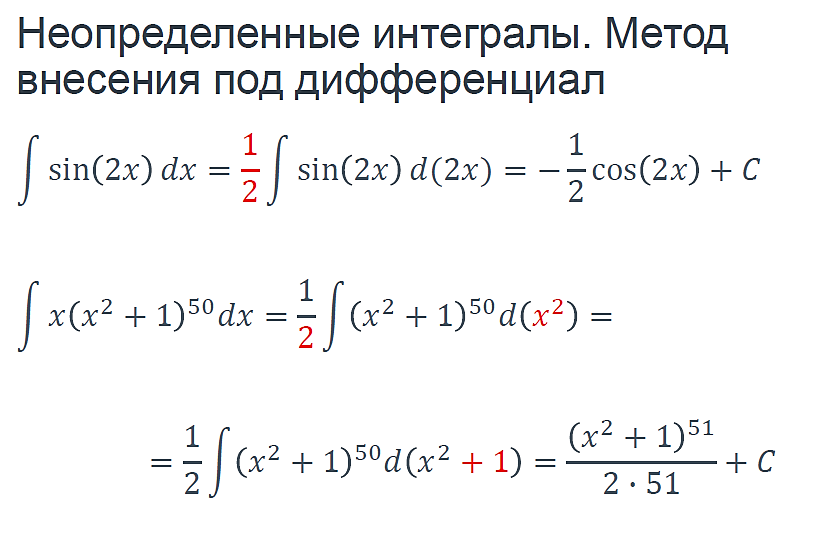 Неопределенные интегралы. Метод
внесения под дифференциал
∫ sin(2x) dx = 1/2 ∫ sin(2x) d(2x) = − 1/2 cos(2x) + C
∫ x(x² + 1)⁵⁰dx = 1/2 ∫ (x² + 1)⁵⁰d(x²) =
= 1/2 ∫ (x² + 1)⁵⁰d(x² + 1) = (x² + 1)⁵¹/(2 · 51) + C